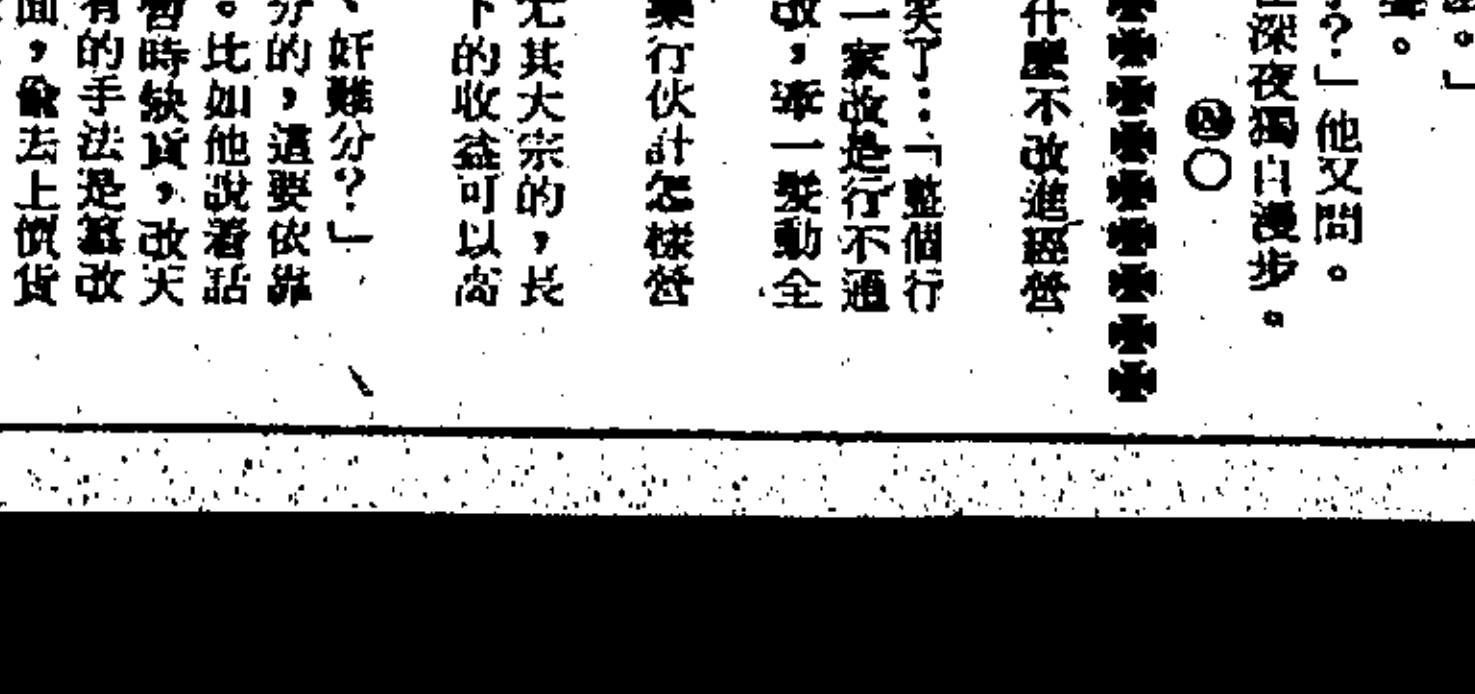 。」
。
？」他又問。
深夜獨自漫步。
○
什麼不改進經營
笑了：「整個行
一家改是行不通
改，牽一髮動全
業行伙計怎樣營
尤其大宗的，長
下的收益可以高
、奸難分？」
分的，這要依靠
。比如他說着話
暫時缺貨，改天
有的手法是篡改
面，偷去上價貨